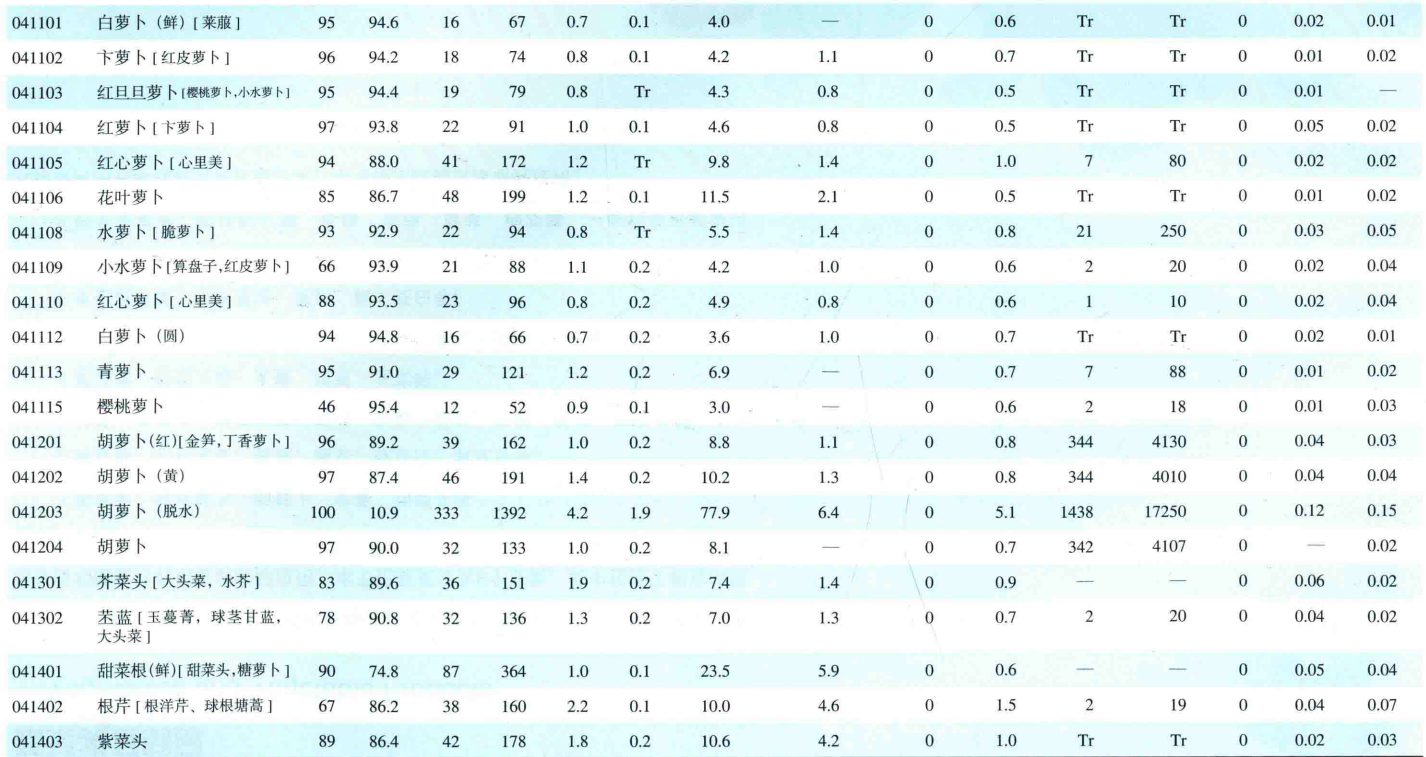 041101 白萝卜（鲜）[莱菔] 95 94.6 16 67 0.7 0.1 4.0 — 0 0.6 Tr Tr 0 0.02 0.01
041102 卞萝卜[红皮萝卜] 96 94.2 18 74 0.8 0.1 4.2 1.1 0 0.7 Tr Tr 0 0.01 0.02
041103 红旦旦萝卜[樱桃萝卜,小水萝卜] 95 94.4 19 79 0.8 Tr 4.3 0.8 0 0.5 Tr Tr 0 0.01 —
041104 红萝卜[卞萝卜] 97 93.8 22 91 1.0 0.1 4.6 0.8 0 0.5 Tr Tr 0 0.05 0.02
041105 红心萝卜[心里美] 94 88.0 41 172 1.2 Tr 9.8 1.4 0 1.0 7 80 0 0.02 0.02
041106 花叶萝卜 85 86.7 48 199 1.2 0.1 11.5 2.1 0 0.5 Tr Tr 0 0.01 0.02
041108 水萝卜[脆萝卜] 93 92.9 22 94 0.8 Tr 5.5 1.4 0 0.8 21 250 0 0.03 0.05
041109 小水萝卜[算盘子,红皮萝卜] 66 93.9 21 88 1.1 0.2 4.2 1.0 0 0.6 2 20 0 0.02 0.04
041110 红心萝卜[心里美] 88 93.5 23 96 0.8 0.2 4.9 0.8 0 0.6 1 10 0 0.02 0.04
041112 白萝卜（圆） 94 94.8 16 66 0.7 0.2 3.6 1.0 0 0.7 Tr Tr 0 0.02 0.01
041113 青萝卜 95 91.0 29 121 1.2 0.2 6.9 — 0 0.7 7 88 0 0.01 0.02
041115 樱桃萝卜 46 95.4 12 52 0.9 0.1 3.0 — 0 0.6 2 18 0 0.01 0.03
041201 胡萝卜(红)[金笋,丁香萝卜] 96 89.2 39 162 1.0 0.2 8.8 1.1 0 0.8 344 4130 0 0.04 0.03
041202 胡萝卜（黄） 97 87.4 46 191 1.4 0.2 10.2 1.3 0 0.8 344 4010 0 0.04 0.04
041203 胡萝卜（脱水） 100 10.9 333 1392 4.2 1.9 77.9 6.4 0 5.1 1438 17250 0 0.12 0.15
041204 胡萝卜 97 90.0 32 133 1.0 0.2 8.1 — 0 0.7 342 4107 0 — 0.02
041301 芥菜头[大头菜，水芥] 83 89.6 36 151 1.9 0.2 7.4 1.4 0 0.9 — — 0 0.06 0.02
041302 苤蓝[玉蔓菁，球茎甘蓝， 78 90.8 32 136 1.3 0.2 7.0 1.3 0 0.7 2 20 0 0.04 0.02
大头菜]
041401 甜菜根(鲜)[甜菜头,糖萝卜] 90 74.8 87 364 1.0 0.1 23.5 5.9 0 0.6 — — 0 0.05 0.04
041402 根芹[根洋芹、球根塘蒿] 67 86.2 38 160 2.2 0.1 10.0 4.6 0 1.5 2 19 0 0.04 0.07
041403 紫菜头 89 86.4 42 178 1.8 0.2 10.6 4.2 0 1.0 Tr Tr 0 0.02 0.03